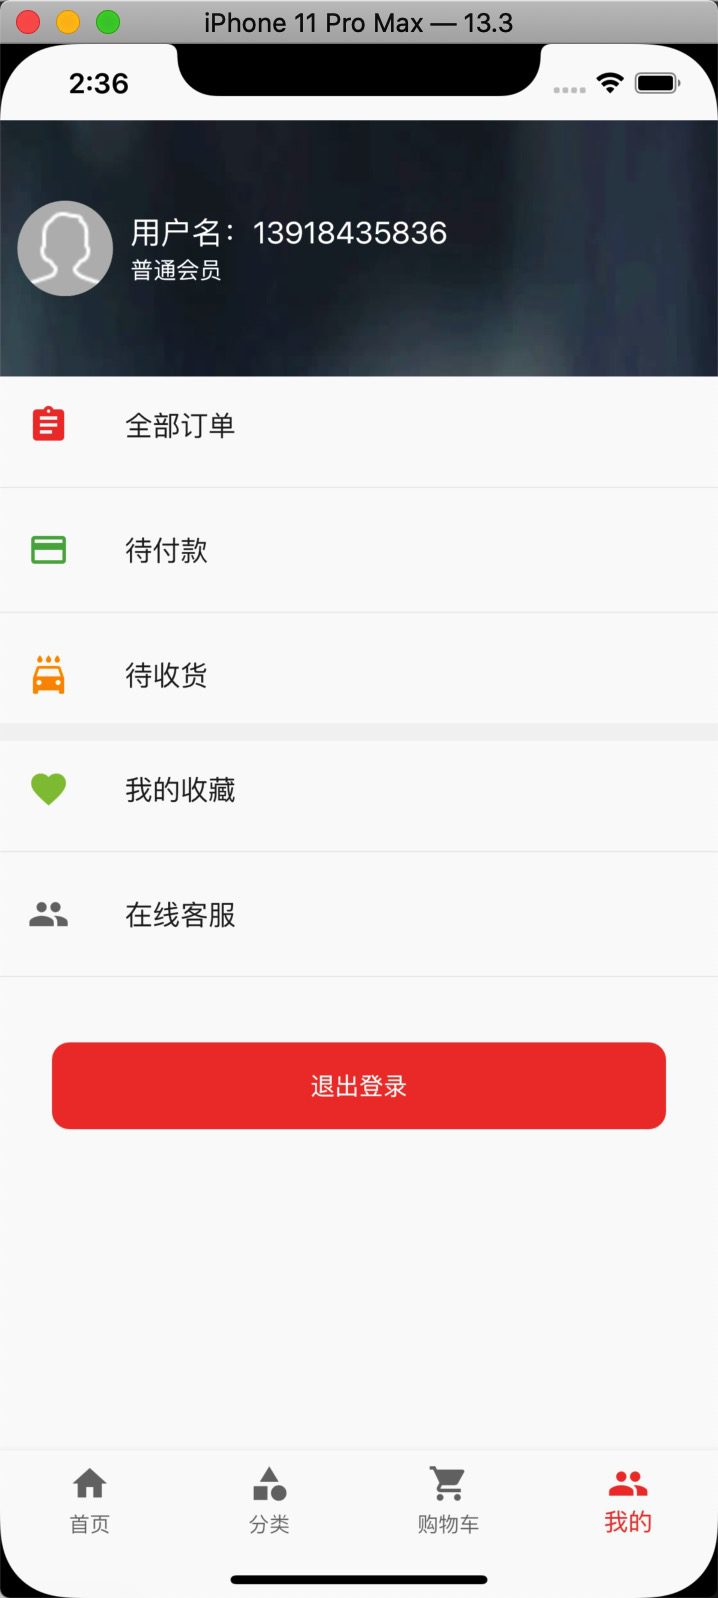 iPhone 11 Pro Max — 13.3
2:36
用户名：13918435836
普通会员
全部订单
待付款
待收货
我的收藏
在线客服
退出登录
首页
分类
购物车
我的